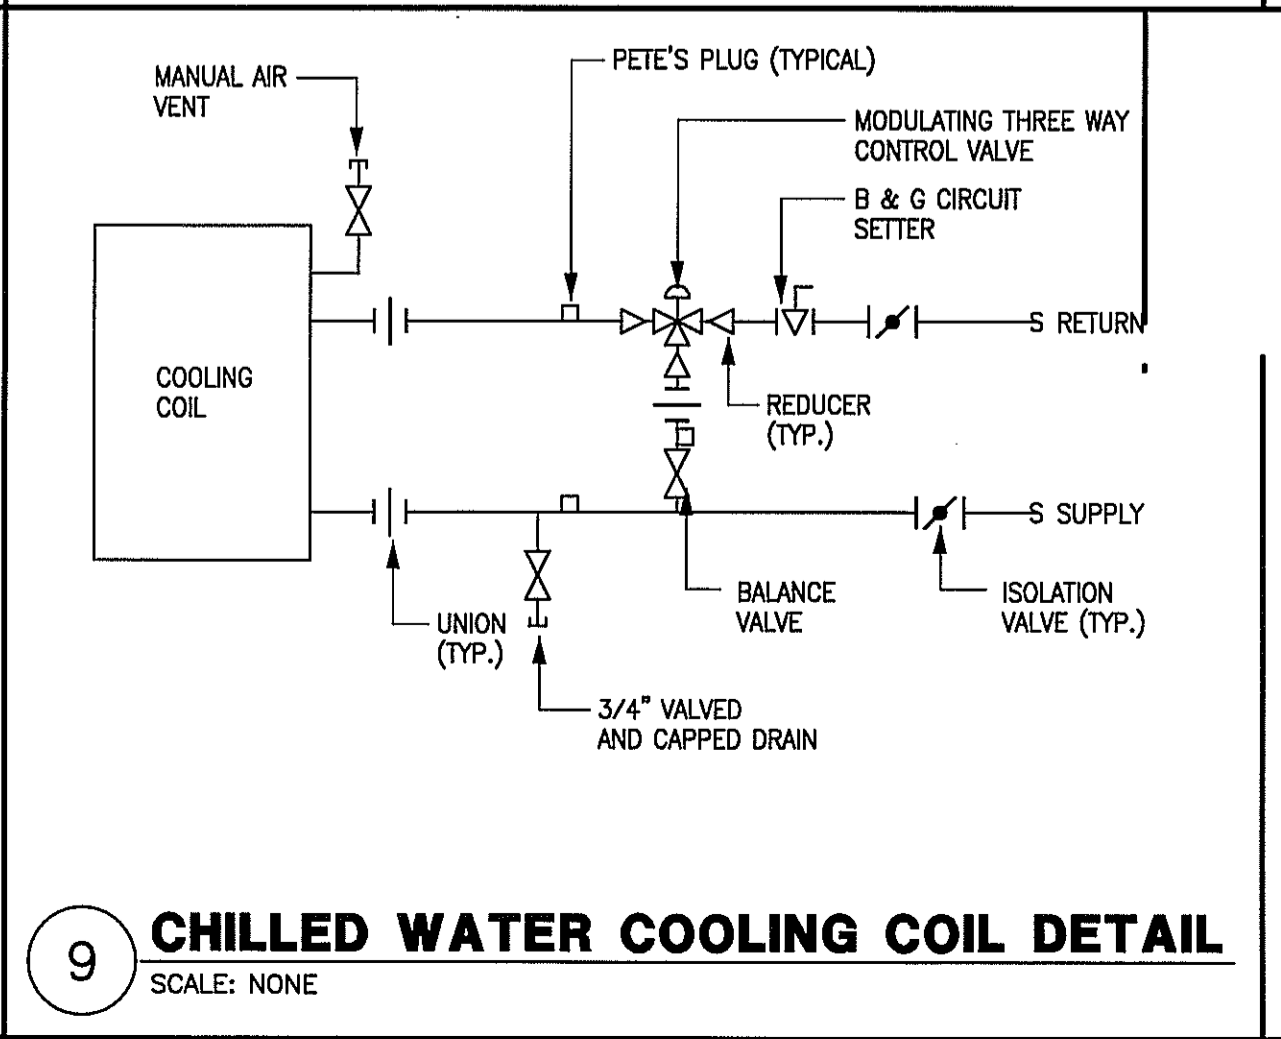 PETE'S PLUG (TYPICAL)
MANUAL AIR
VENT
MODULATING THREE WAY
CONTROL VALVE
B & G CIRCUIT
SETTER
S RETURN
COOLING
COIL
REDUCER
(TYP.)
S SUPPLY
BALANCE
VALVE
ISOLATION
VALVE (TYP.)
UNION
(TYP.)
3/4" VALVED
AND CAPPED DRAIN
9
CHILLED WATER COOLING COIL DETAIL
SCALE: NONE